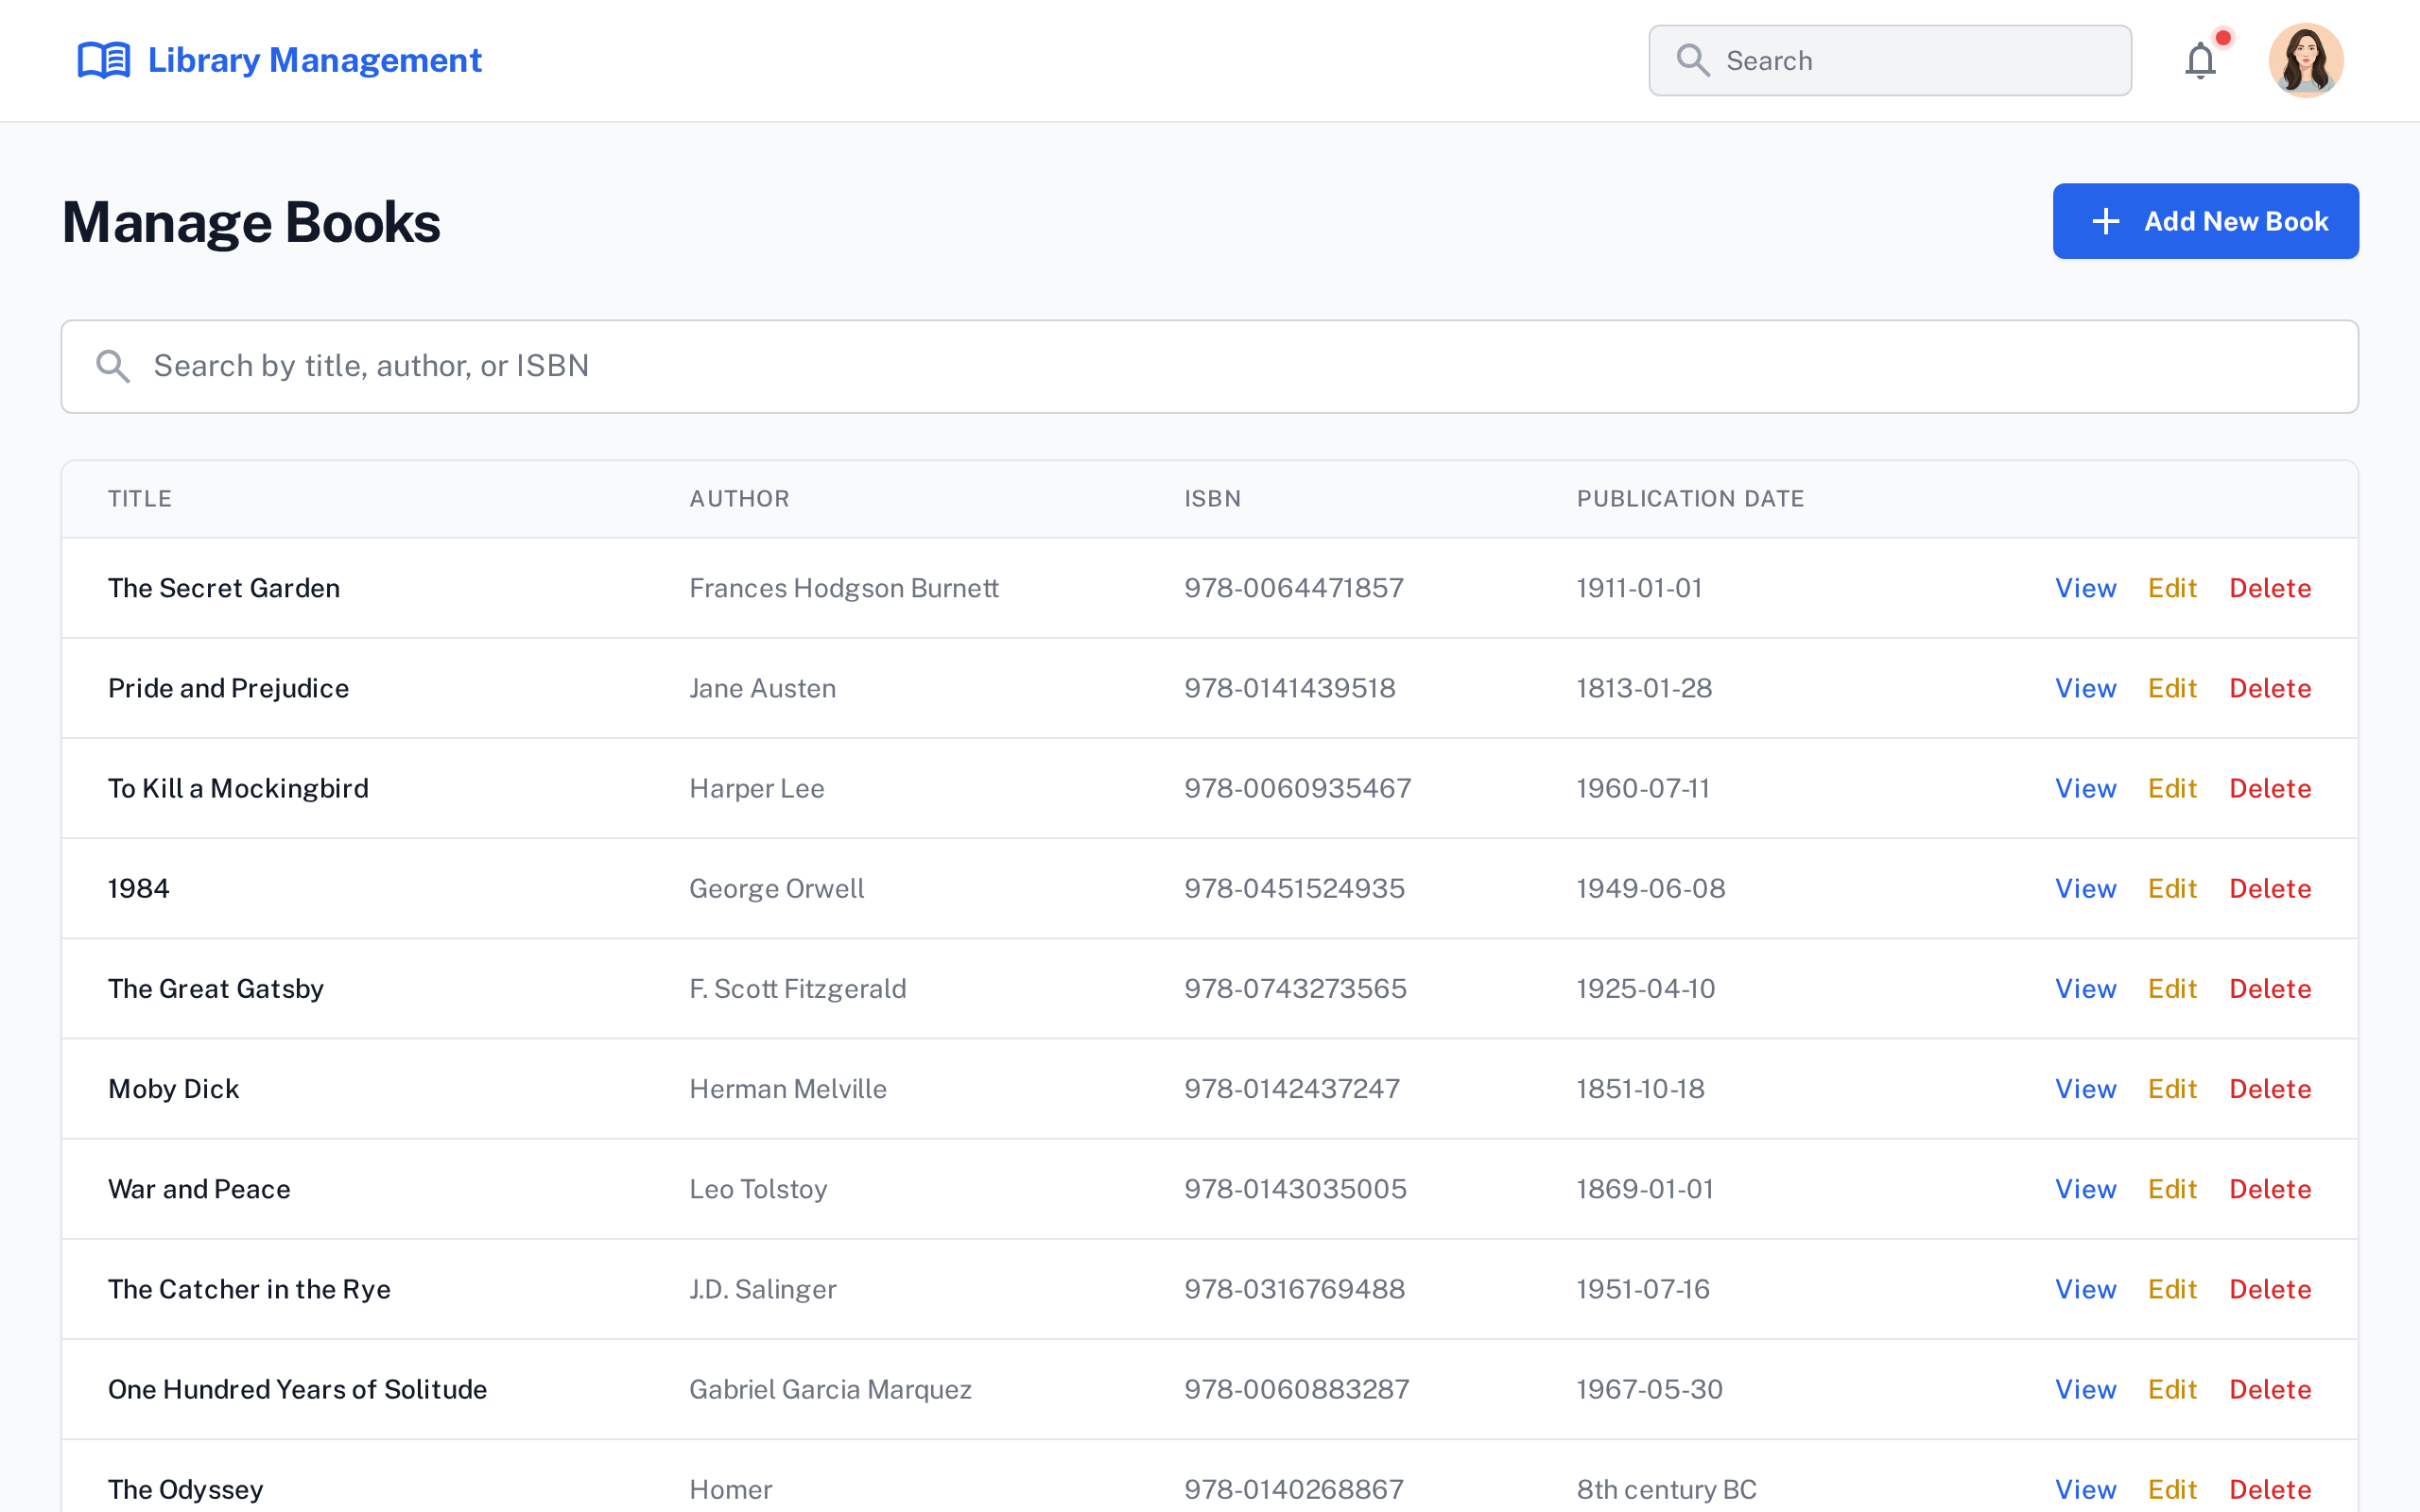 Library Management
Search
Manage Books
Add New Book
Search by title, author, or ISBN
TITLE AUTHOR ISBN PUBLICATION DATE
The Secret Garden Frances Hodgson Burnett 978-0064471857 1911-01-01 View Edit Delete
Pride and Prejudice Jane Austen 978-0141439518 1813-01-28 View Edit Delete
To Kill a Mockingbird Harper Lee 978-0060935467 1960-07-11 View Edit Delete
1984 George Orwell 978-0451524935 1949-06-08 View Edit Delete
The Great Gatsby F. Scott Fitzgerald 978-0743273565 1925-04-10 View Edit Delete
Moby Dick Herman Melville 978-0142437247 1851-10-18 View Edit Delete
War and Peace Leo Tolstoy 978-0143035005 1869-01-01 View Edit Delete
The Catcher in the Rye J.D. Salinger 978-0316769488 1951-07-16 View Edit Delete
One Hundred Years of Solitude Gabriel Garcia Marquez 978-0060883287 1967-05-30 View Edit Delete
The Odyssey Homer 978-0140268867 8th century BC View Edit Delete